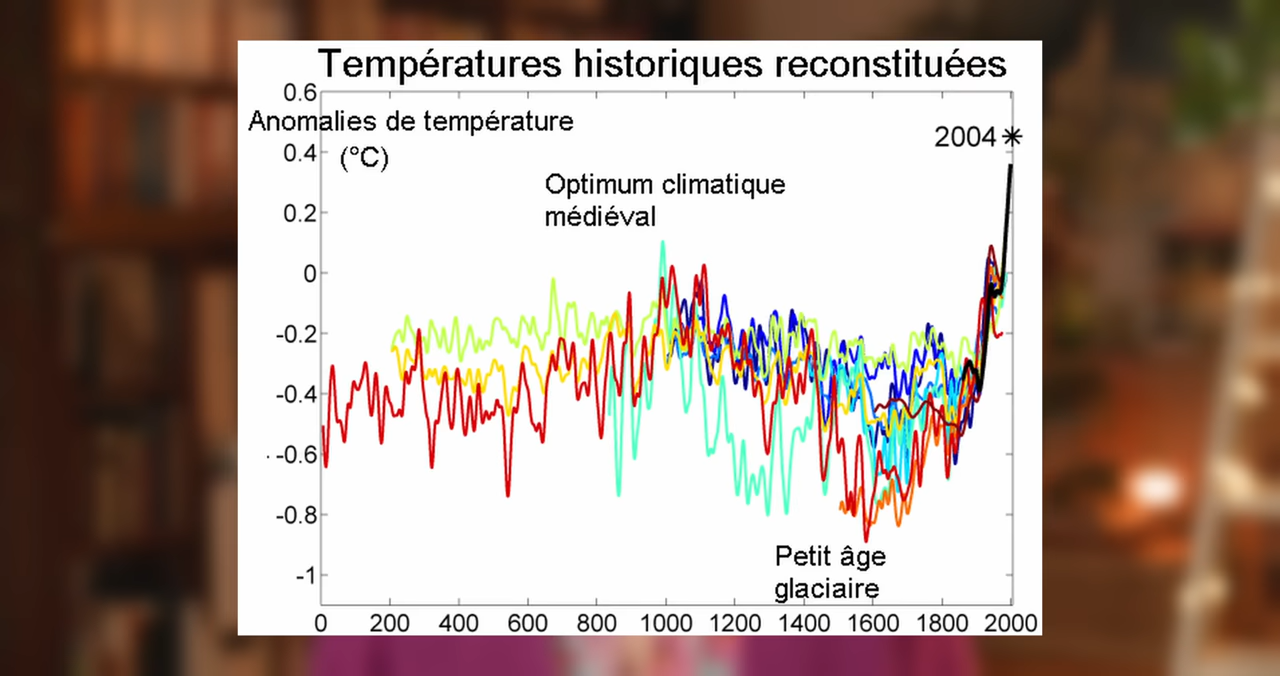 Températures historiques reconstituées
0.6
Anomalies de température
(°C)
2004 *
0.4
Optimum climatique
médiéval
0.2
0
-0.2
-0.4
-0.6
-0.8
Petit âge
glaciaire
-1
0 200 400 600 800 1000 1200 1400 1600 1800 2000